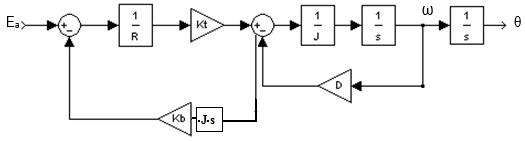 Ea
+
−
1
R
Kt
+
−
1
J
1
s
ω
1
s
θ
D
Kb
·J·s